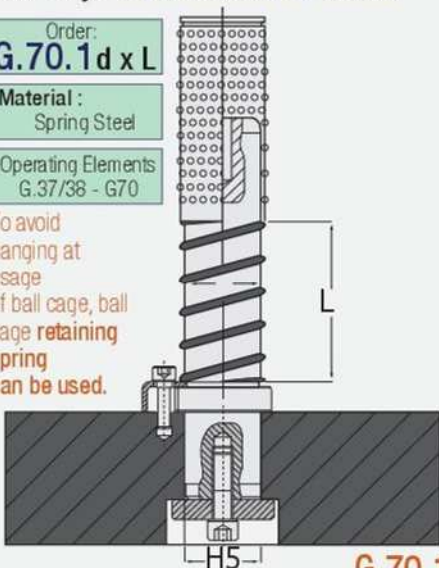 Order:
G.70.1 d x L
Material :
Spring Steel
Operating Elements
G.37/38 - G70
o avoid
anging at
sage
f ball cage, ball
age retaining
pring
an be used.
L
H5